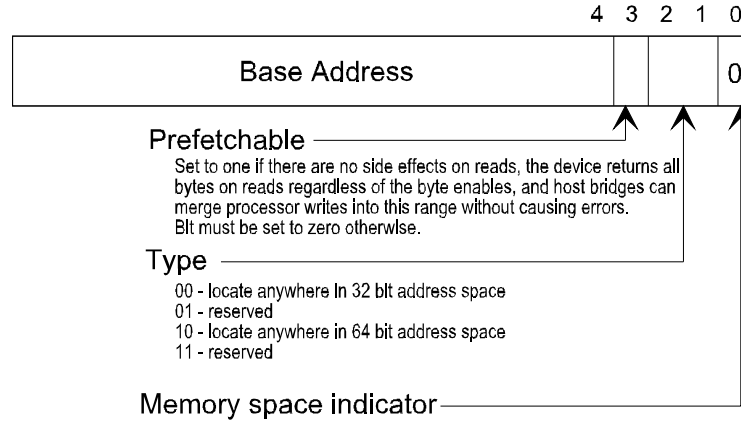 4 3 2 1 0
Base Address 0
Prefetchable
Set to one if there are no side effects on reads, the device returns all
bytes on reads regardless of the byte enables, and host bridges can
merge processor writes into this range without causing errors.
Bit must be set to zero otherwise.
Type
00 - locate anywhere in 32 bit address space
01 - reserved
10 - locate anywhere in 64 bit address space
11 - reserved
Memory space indicator